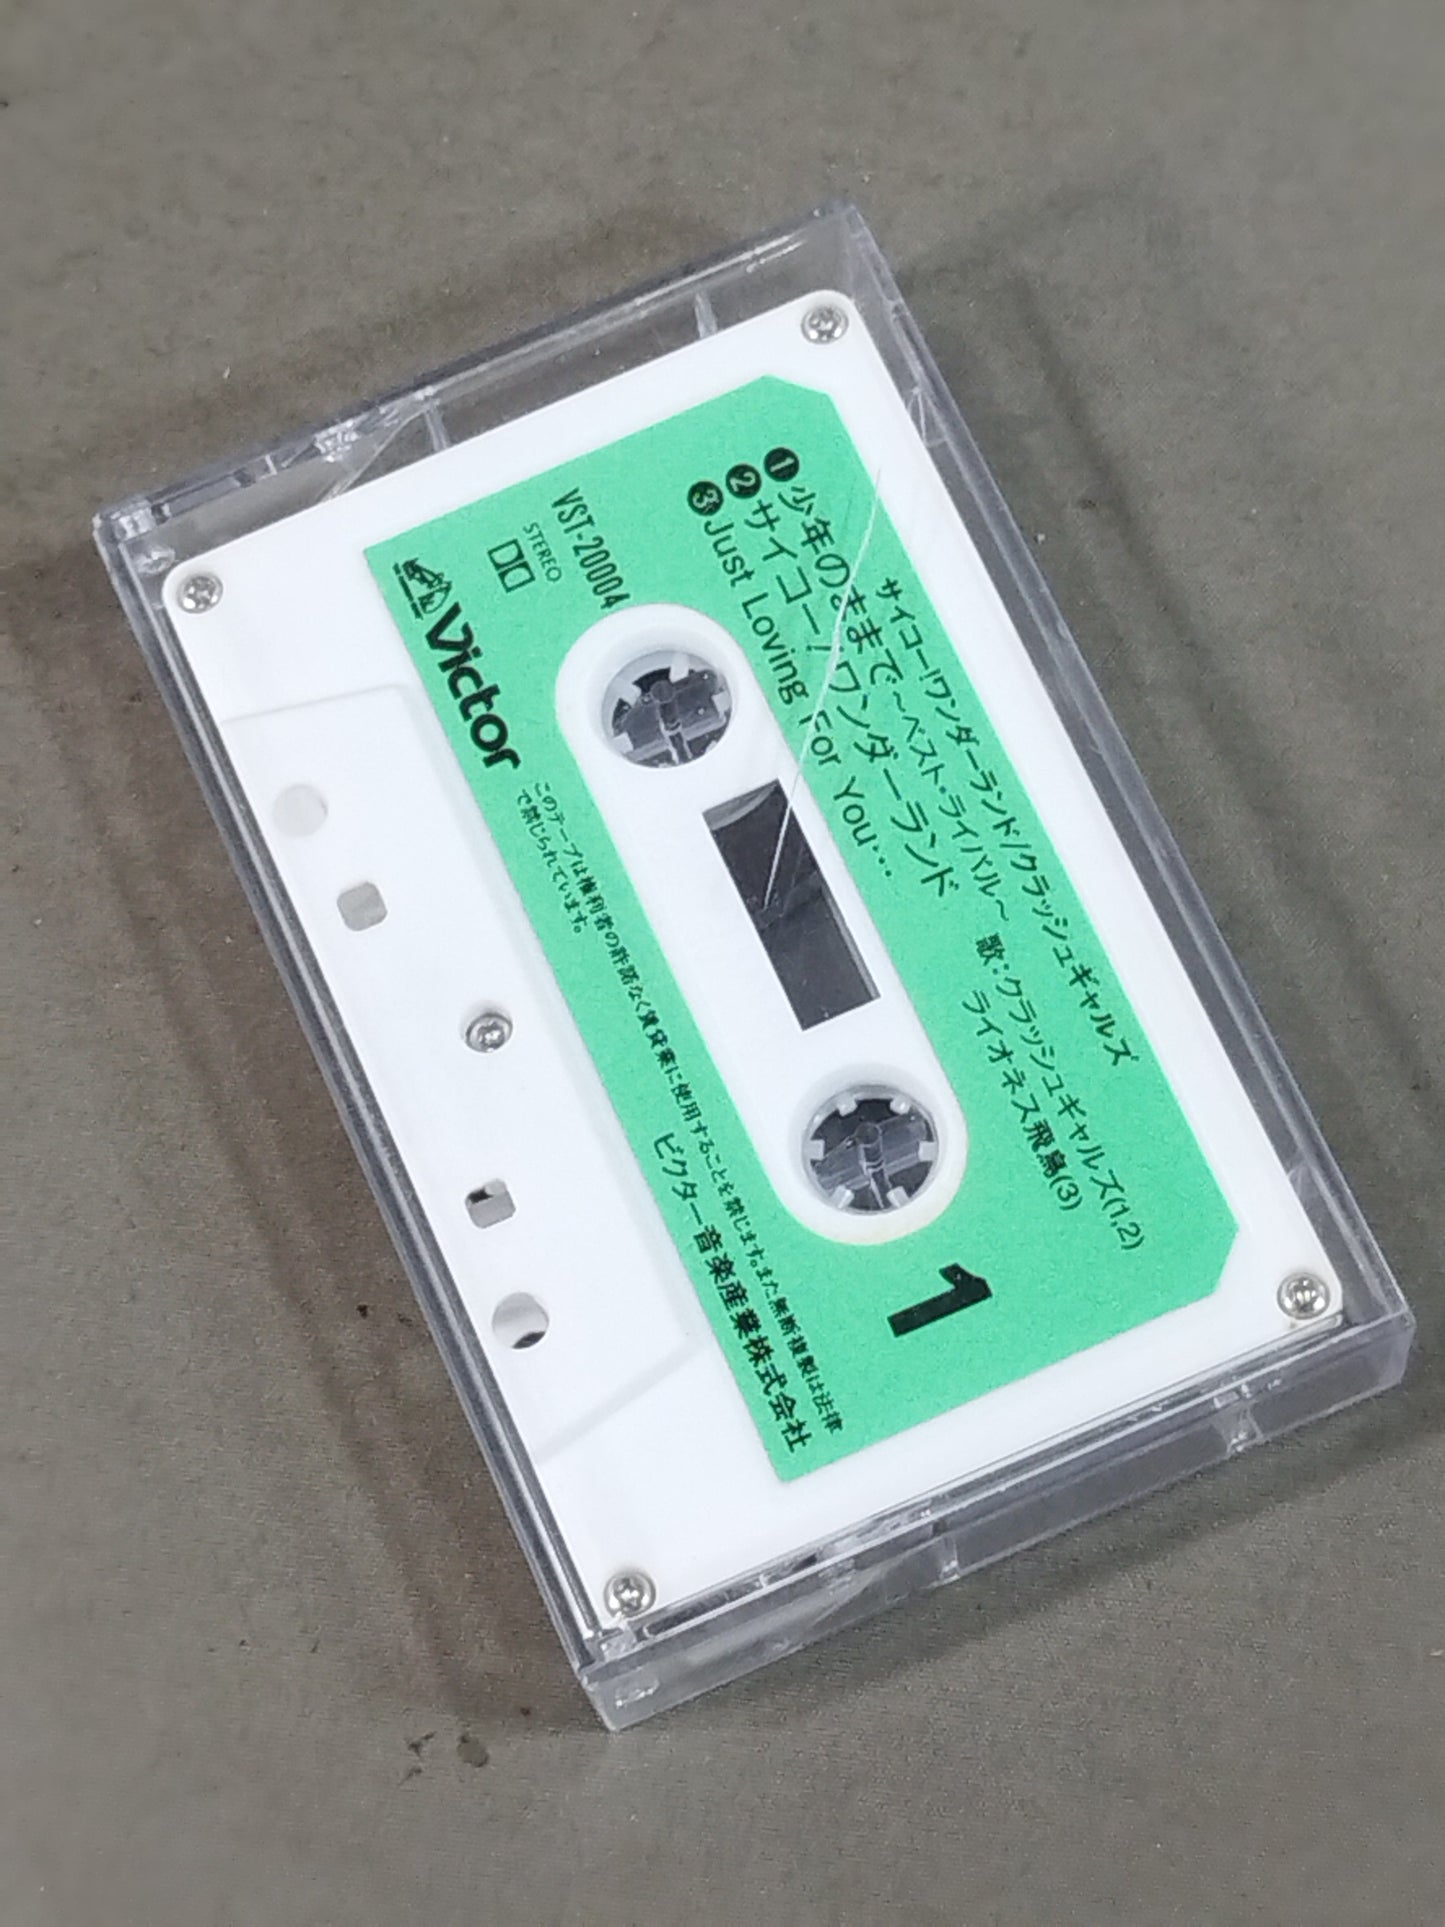 サイコー!ワンダーランド/クラッシュギャルズ
❶少年のままで～ベスト・ライバル～
❷サイコー!ワンダーランド
❸Just Loving For You…
歌:クラッシュギャルズ(1,2)
ライオネス飛鳥(3)
VST-20004
STEREO
1
Victor
このテープは権利者の許諾なく賃貸業に使用することを禁じます。また無断複製は法律
で禁じられています。
ビクター音楽産業株式会社